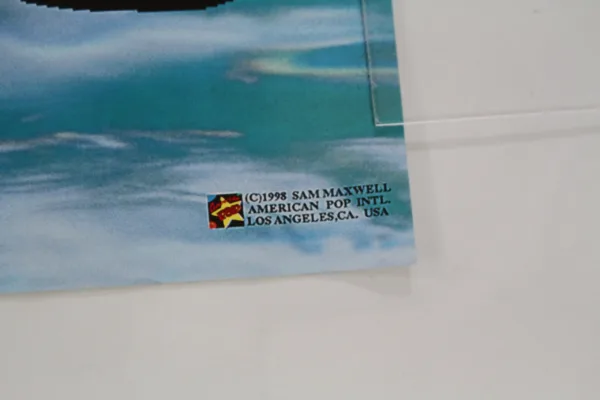 (C)1998 SAM MAXWELL
AMERICAN POP INTL.
LOS ANGELES,CA. USA